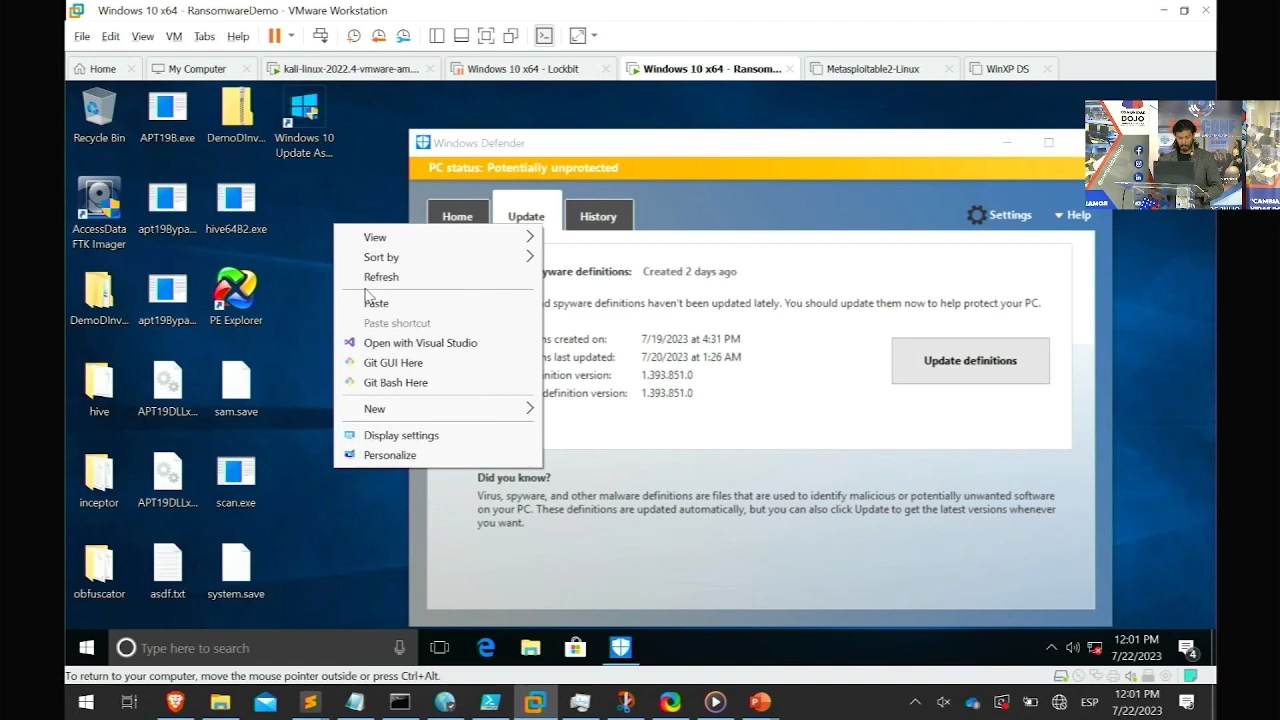 Windows 10 x64 - RansomwareDemo - VMware Workstation
File Edit View VM Tabs Help
Home
My Computer
kali-linux-2022.4-vmware-am...
Windows 10 x64 - Lockbit
Windows 10 x64 - Ransom...
Metasploitable2-Linux
WinXP DS
Recycle Bin
APT19B.exe
DemoDInv...
Windows 10
Update As...
AccessData
FTK Imager
apt19Bypa...
hive64B2.exe
DemoDInv...
apt19Bypa...
PE Explorer
hive
APT19DLLx...
sam.save
inceptor
APT19DLLx...
scan.exe
obfuscator
asdf.txt
system.save
Windows Defender
PC status: Potentially unprotected
Home
Update
History
Settings
Help
yware definitions: Created 2 days ago
d spyware definitions haven't been updated lately. You should update them now to help protect your PC.
ns created on: 7/19/2023 at 4:31 PM
ns last updated: 7/20/2023 at 1:26 AM
nition version: 1.393.851.0
definition version: 1.393.851.0
Update definitions
Did you know?
Virus, spyware, and other malware definitions are files that are used to identify malicious or potentially unwanted software
on your PC. These definitions are updated automatically, but you can also click Update to get the latest versions whenever
you want.
View
Sort by
Refresh
Paste
Paste shortcut
Open with Visual Studio
Git GUI Here
Git Bash Here
New
Display settings
Personalize
COMUNIDAD
DOJO
"CAMBIA
Type here to search
12:01 PM
7/22/2023
4
To return to your computer, move the mouse pointer outside or press Ctrl+Alt.
ESP
12:01 PM
7/22/2023